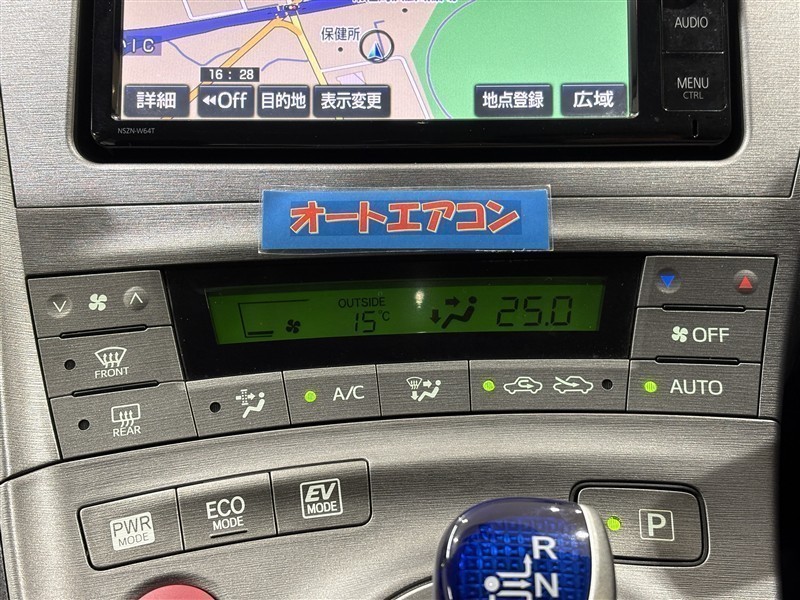 保健所
AUDIO
IC
16:28
MENU
CTRL
詳細
◀◀Off
目的地
表示変更
地点登録
広域
NSZN-W64T
オートエアコン
OUTSIDE
15℃
25.0
OFF
FRONT
REAR
A/C
AUTO
PWR
MODE
ECO
MODE
EV
MODE
P
R
N